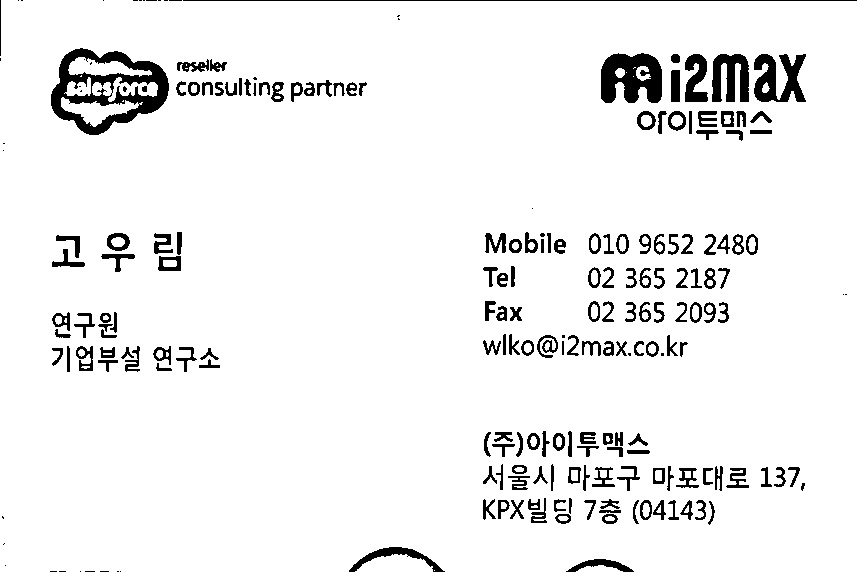 salesforce
reseller
consulting partner
i2max
아이투맥스
고우림
연구원
기업부설 연구소
Mobile 010 9652 2480
Tel 02 365 2187
Fax 02 365 2093
wlko@i2max.co.kr
(주)아이투맥스
서울시 마포구 마포대로 137,
KPX빌딩 7층 (04143)